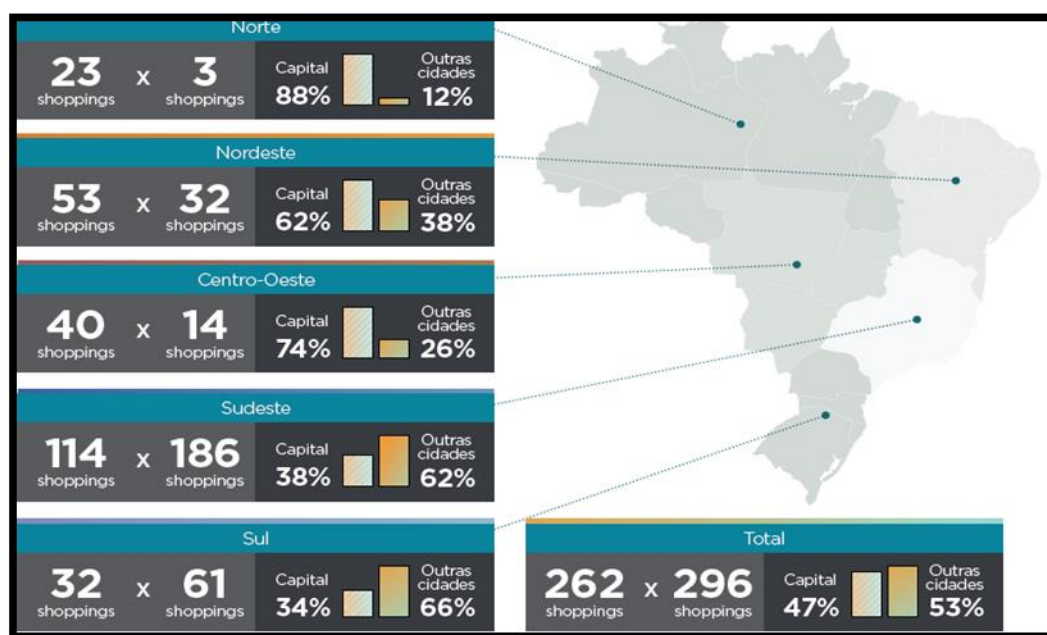 Norte
23 x 3
shoppings shoppings
Capital
88%
Outras
cidades
12%
Nordeste
53 x 32
shoppings shoppings
Capital
62%
Outras
cidades
38%
Centro-Oeste
40 x 14
shoppings shoppings
Capital
74%
Outras
cidades
26%
Sudeste
114 x 186
shoppings shoppings
Capital
38%
Outras
cidades
62%
Sul
32 x 61
shoppings shoppings
Capital
34%
Outras
cidades
66%
Total
262 x 296
shoppings shoppings
Capital
47%
Outras
cidades
53%